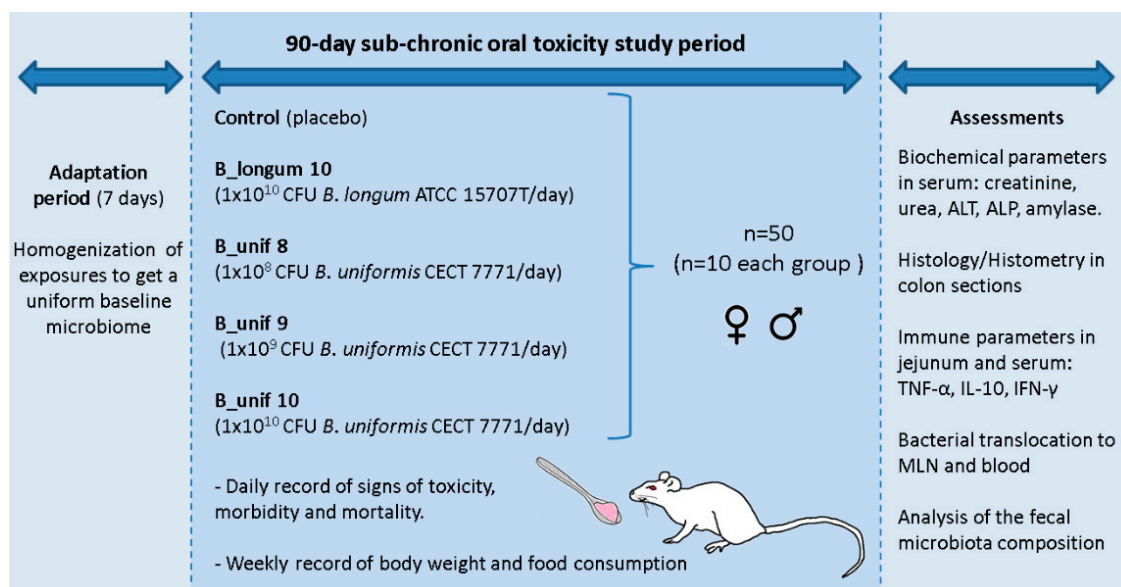 90-day sub-chronic oral toxicity study period
Adaptation
period (7 days)
Homogenization of
exposures to get a
uniform baseline
microbiome
Control (placebo)
B_longum 10
(1x10¹⁰ CFU B. longum ATCC 15707T/day)
B_unif 8
(1x10⁸ CFU B. uniformis CECT 7771/day)
B_unif 9
(1x10⁹ CFU B. uniformis CECT 7771/day)
B_unif 10
(1x10¹⁰ CFU B. uniformis CECT 7771/day)
n=50
(n=10 each group )
♀ ♂
- Daily record of signs of toxicity,
morbidity and mortality.
- Weekly record of body weight and food consumption
Assessments
Biochemical parameters
in serum: creatinine,
urea, ALT, ALP, amylase.
Histology/Histometry in
colon sections
Immune parameters in
jejunum and serum:
TNF-α, IL-10, IFN-γ
Bacterial translocation to
MLN and blood
Analysis of the fecal
microbiota composition